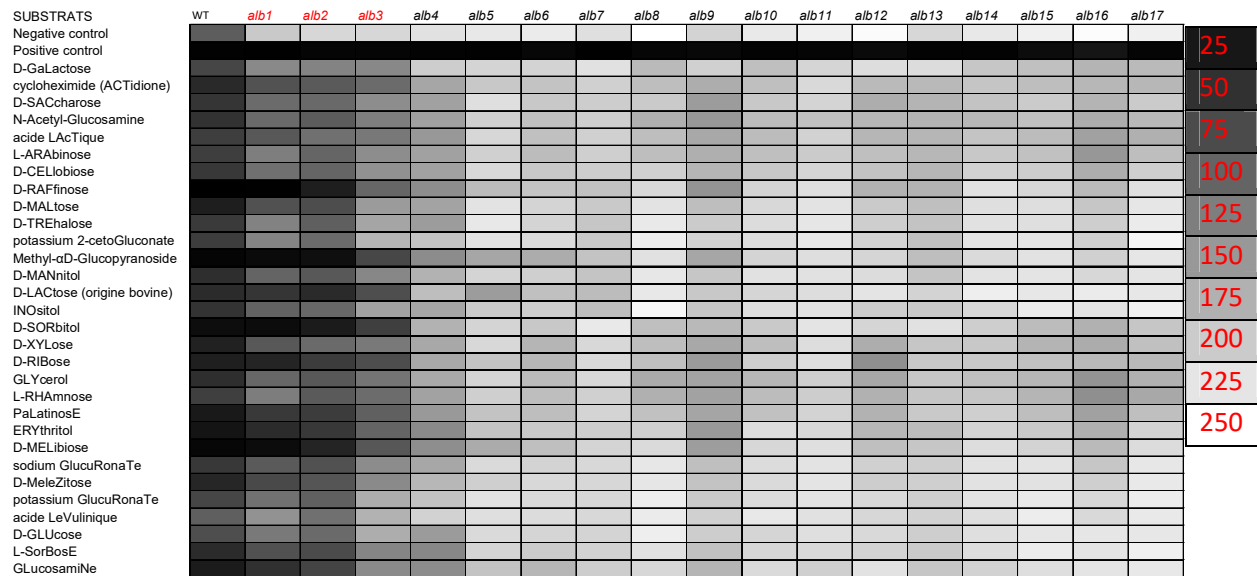 SUBSTRATS WT alb1 alb2 alb3 alb4 alb5 alb6 alb7 alb8 alb9 alb10 alb11 alb12 alb13 alb14 alb15 alb16 alb17
Negative control
Positive control
D-GaLactose
cycloheximide (ACTidione)
D-SACcharose
N-Acetyl-Glucosamine
acide LAcTique
L-ARAbinose
D-CELlobiose
D-RAFfinose
D-MALtose
D-TREhalose
potassium 2-cetoGluconate
Methyl-αD-Glucopyranoside
D-MANnitol
D-LACtose (origine bovine)
INOsitol
D-SORbitol
D-XYLose
D-RIBose
GLYcerol
L-RHAmnose
PaLatinosE
ERYthritol
D-MELibiose
sodium GlucuRonaTe
D-MeleZitose
potassium GlucuRonaTe
acide LeVulinique
D-GLUcose
L-SorBosE
GLucosamiNe
25
50
75
100
125
150
175
200
225
250